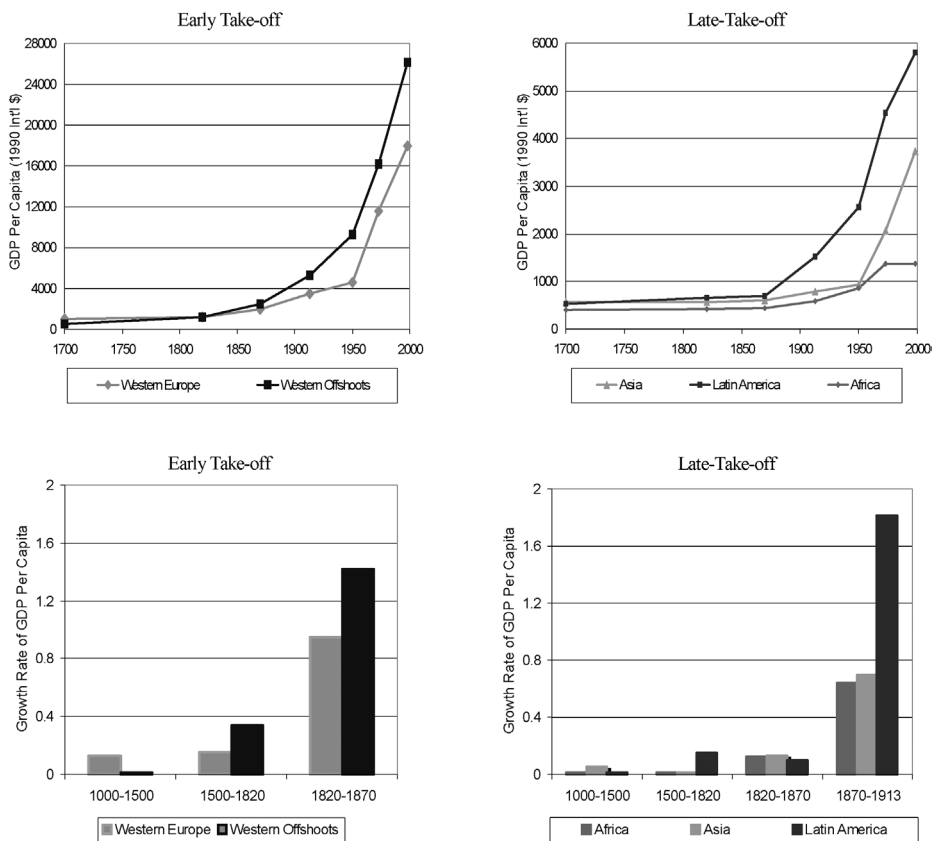 Early Take-off
GDP Per Capita (1990 Int'l $)
28000
24000
20000
16000
12000
8000
4000
0
1700 1750 1800 1850 1900 1950 2000
Western Europe Western Offshoots
Late-Take-off
GDP Per Capita (1990 Int'l $)
6000
5000
4000
3000
2000
1000
0
1700 1750 1800 1850 1900 1950 2000
Asia Latin America Africa
Early Take-off
Growth Rate of GDP Per Capita
2
1.6
1.2
0.8
0.4
0
1000-1500 1500-1820 1820-1870
Western Europe Western Offshoots
Late-Take-off
Growth Rate of GDP Per Capita
2
1.6
1.2
0.8
0.4
0
1000-1500 1500-1820 1820-1870 1870-1913
Africa Asia Latin America